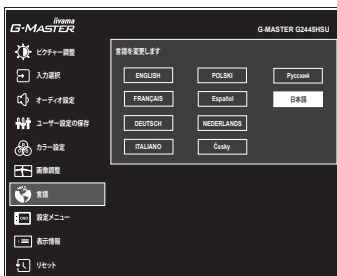 iiyama
G-MASTER
G-MASTER G2445HSU
ピクチャー調整
入力選択
オーディオ設定
ユーザー設定の保存
カラー設定
画像調整
言語
OSD
設定メニュー
表示情報
リセット
言語を変更します
ENGLISH
POLSKI
Русский
FRANÇAIS
Español
日本語
DEUTSCH
NEDERLANDS
ITALIANO
Česky